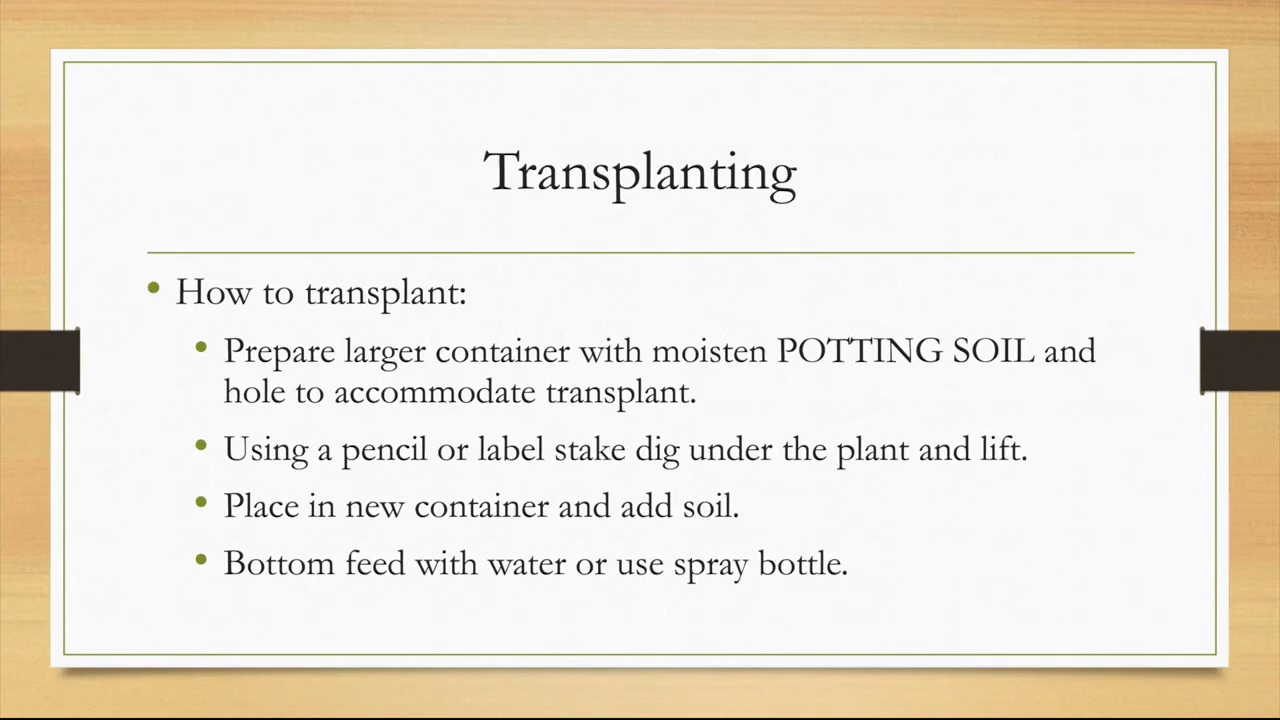 Transplanting
• How to transplant:
• Prepare larger container with moisten POTTING SOIL and
hole to accommodate transplant.
• Using a pencil or label stake dig under the plant and lift.
• Place in new container and add soil.
• Bottom feed with water or use spray bottle.